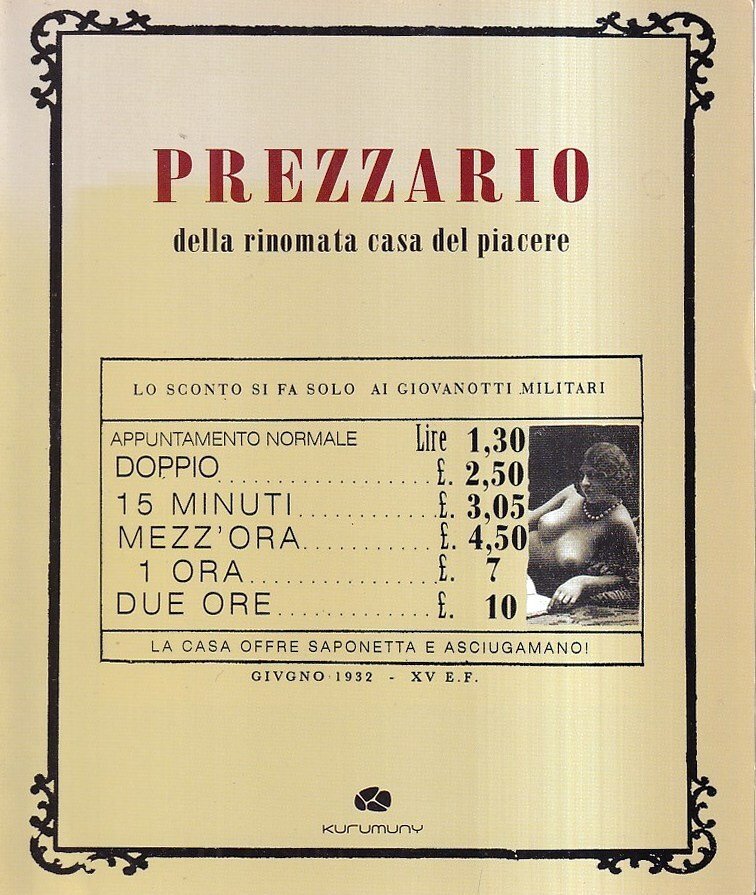 PREZZARIO
della rinomata casa del piacere
LO SCONTO SI FA SOLO AI GIOVANOTTI MILITARI
APPUNTAMENTO NORMALE Lire 1,30
DOPPIO....................£. 2,50
15 MINUTI.............£. 3,05
MEZZ'ORA............£. 4,50
1 ORA.................£. 7
DUE ORE..............£. 10
LA CASA OFFRE SAPONETTA E ASCIUGAMANO!
GIVGNO 1932 - XV E.F.
KURUMUNY